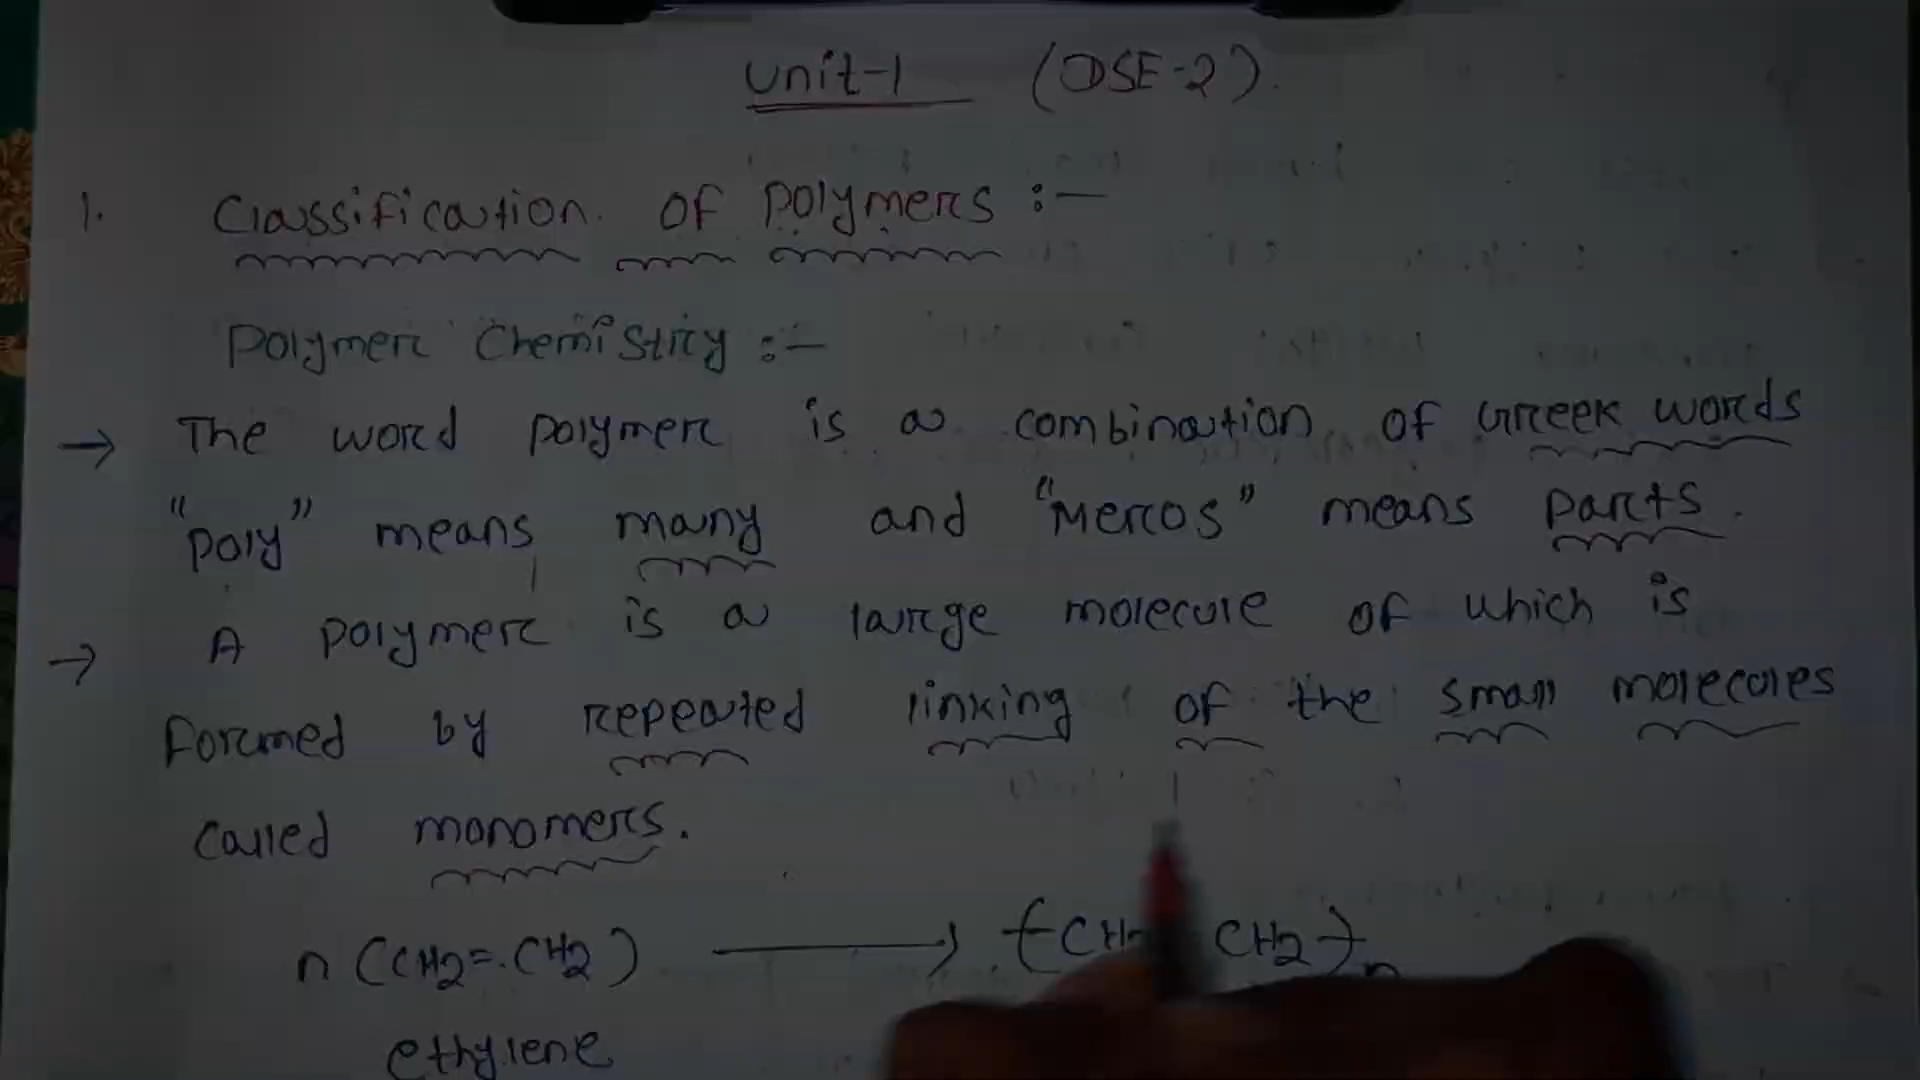 Unit-1 (DSE-2).
1. Classification of Polymers :-
Polymer Chemistry :-
→ The word polymer is a combination of Greek words
"Poly" means many and "Meros" means Parts.
→ A polymer is a large molecule of which is
formed by repeated linking of the small molecules
called monomers.
n (CH2=CH2) ⟶ (CH2 CH2)n
ethylene